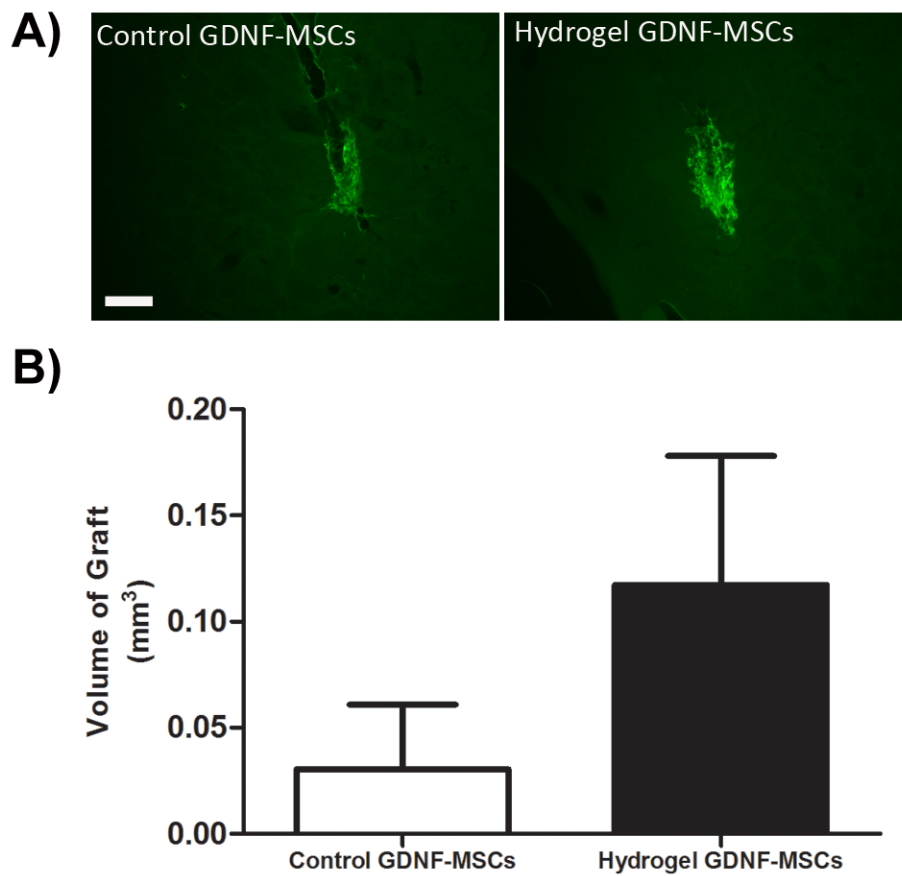 A)
Control GDNF-MSCs
Hydrogel GDNF-MSCs
B)
Volume of Graft
(mm³)
0.20
0.15
0.10
0.05
0.00
Control GDNF-MSCs
Hydrogel GDNF-MSCs